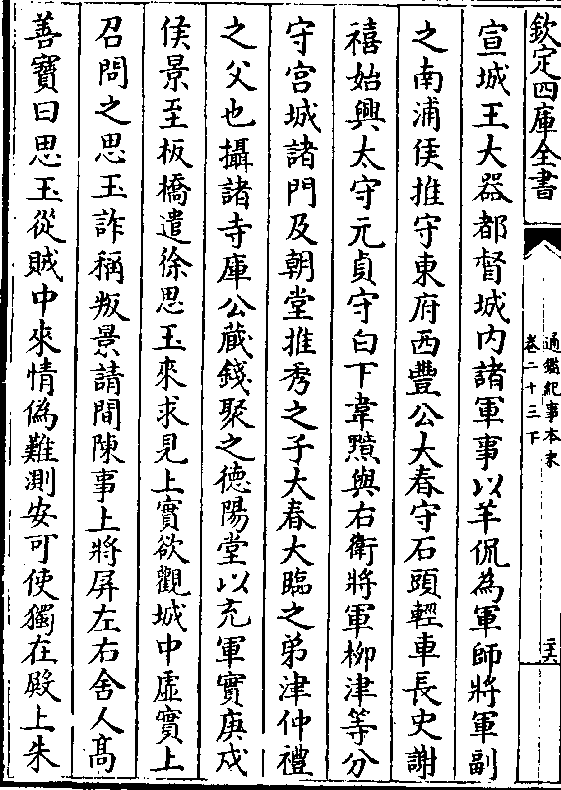 欽定四庫全書
通鑑紀事本末
卷二十三下
二六
宣城王大器都督城内諸軍事以羊侃為軍師將軍副
之南浦侯推守東府西豐公大春守石頭輕車長史謝
禧始興太守元貞守白下韋黯與右衛將軍柳津等分
守宫城諸門及朝堂推秀之子大春大臨之弟津仲禮
之父也攝諸寺庫公藏錢聚之德陽堂以充軍實庚戌
侯景至板橋遣徐思玉來求見上實欲觀城中虛實上
召問之思玉詐稱叛景請間陳事上將屏左右舍人髙
善寶曰思玉從賊中來情偽難測安可使獨在殿上朱